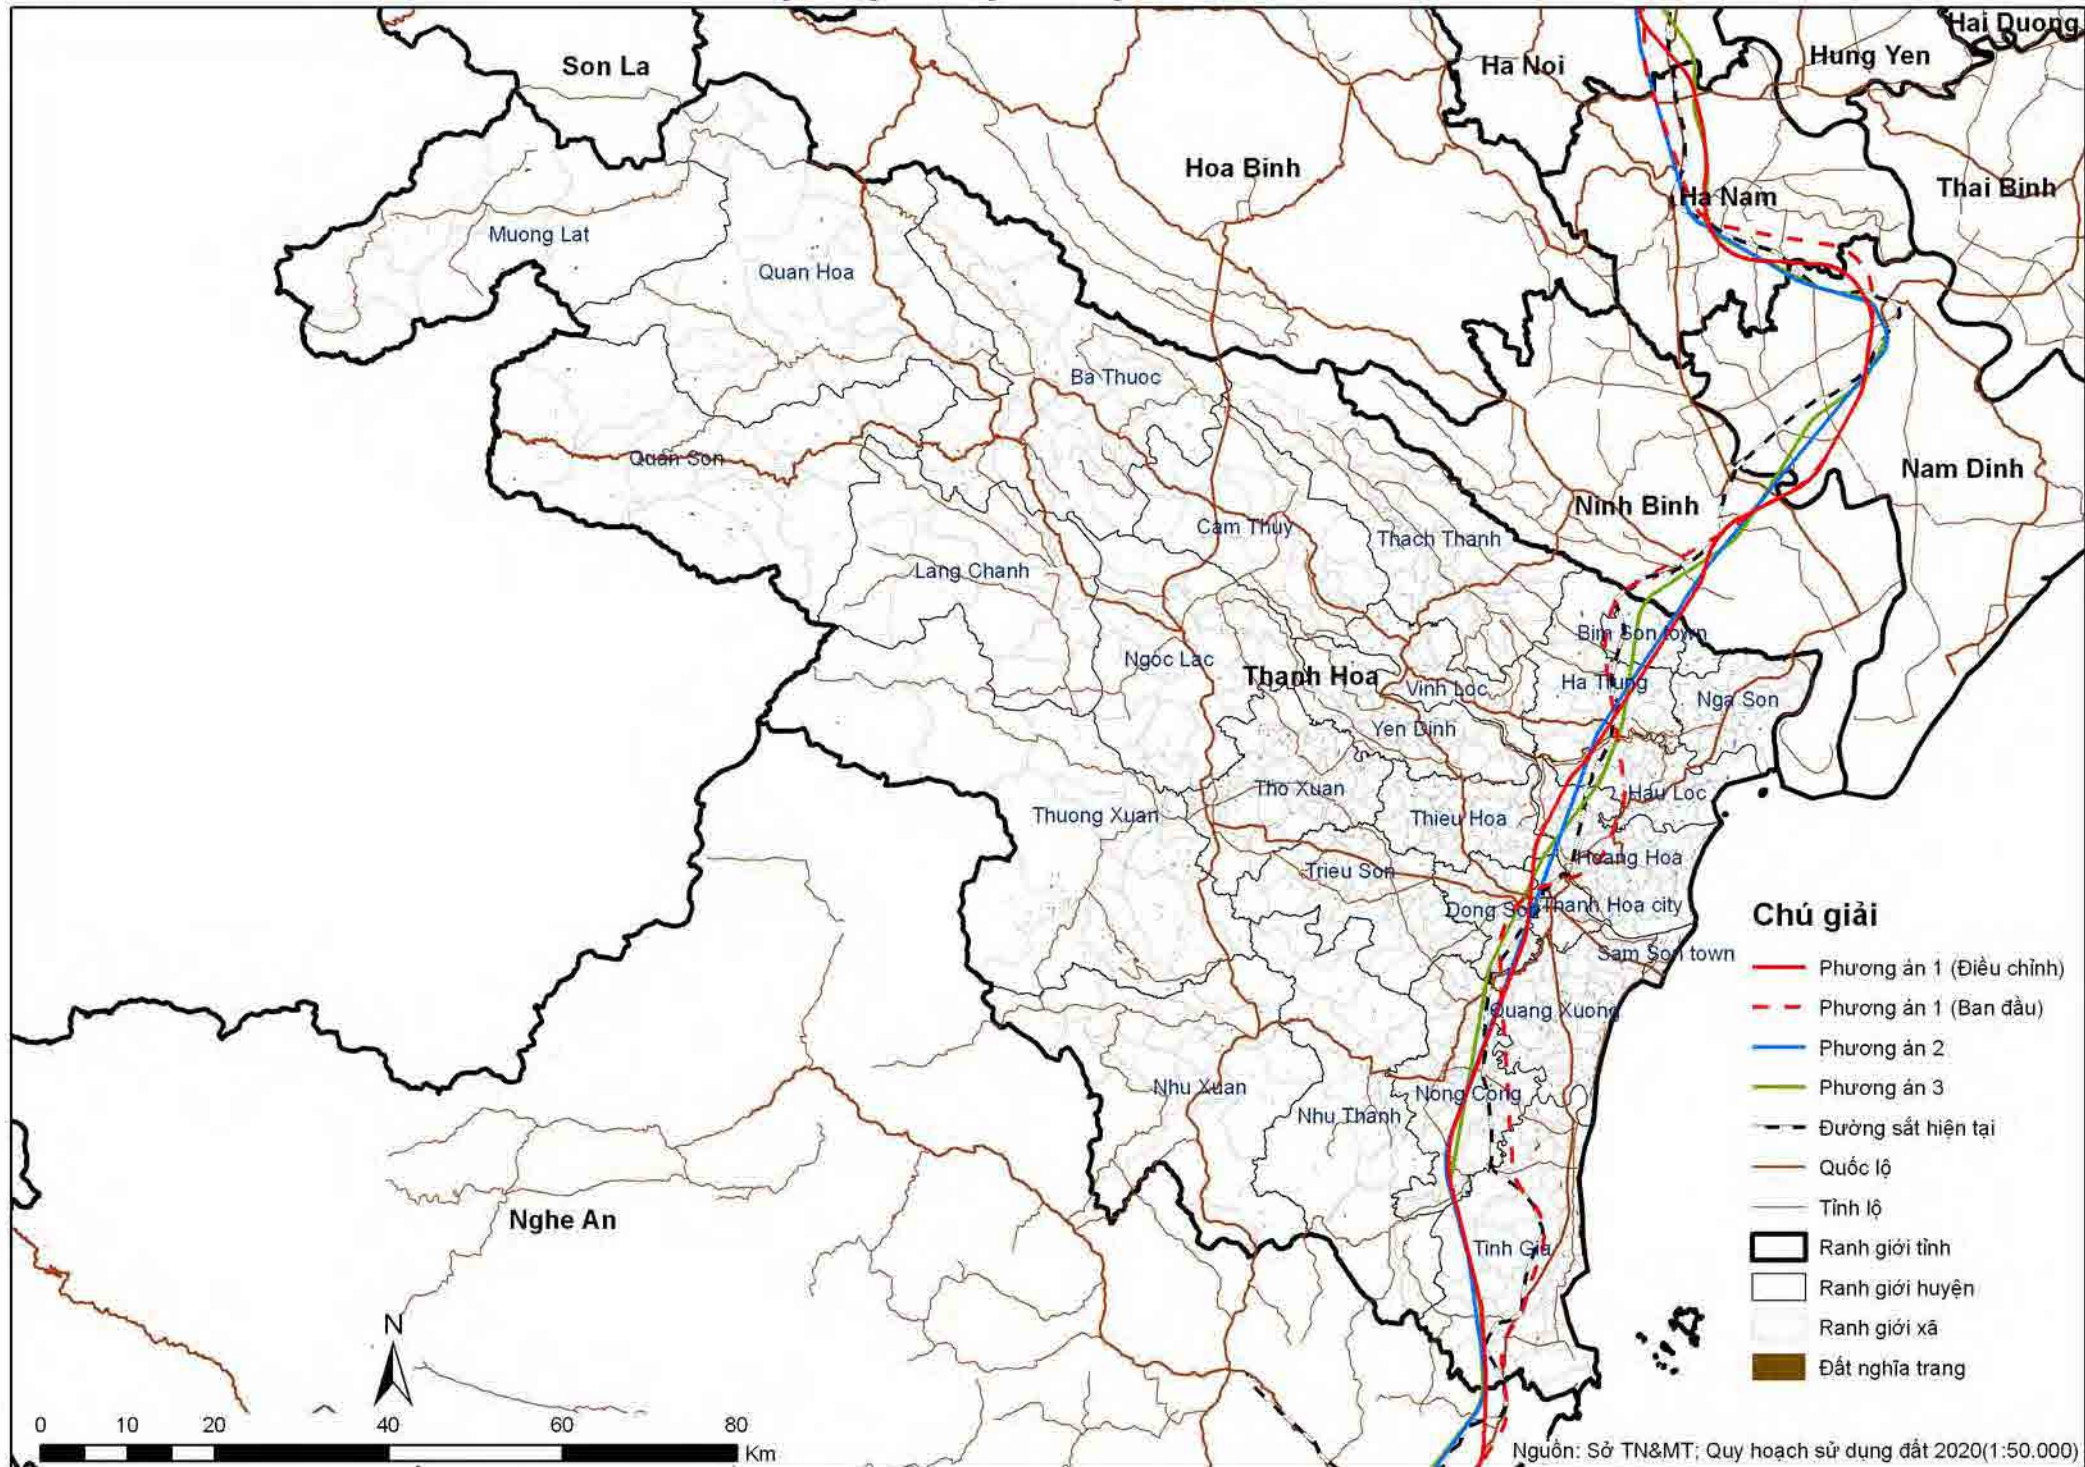 Hai Duong
Son La
Ha Noi
Hung Yen
Hoa Binh
Thai Binh
Ha Nam
Muong Lat
Quan Hoa
Ba Thuoc
Quan Son
Nam Dinh
Ninh Binh
Cam Thuy
Thach Thanh
Lang Chanh
Bim Son town
Ngoc Lac
Thanh Hoa
Vinh Loc
Ha Trung
Nga Son
Yen Dinh
Tho Xuan
Hau Loc
Thuong Xuan
Thieu Hoa
Hoang Hoa
Trieu Son
Dong Son
Thanh Hoa city
Sam Son town
Quang Xuong
Nhu Xuan
Nong Cong
Nhu Thanh
Nghe An
Tinh Gia
Chú giải
Phương án 1 (Điều chỉnh)
Phương án 1 (Ban đầu)
Phương án 2
Phương án 3
Đường sắt hiện tại
Quốc lộ
Tỉnh lộ
Ranh giới tỉnh
Ranh giới huyện
Ranh giới xã
Đất nghĩa trang
N
0 10 20 40 60 80
Km
Nguồn: Sở TN&MT; Quy hoạch sử dụng đất 2020(1:50.000)